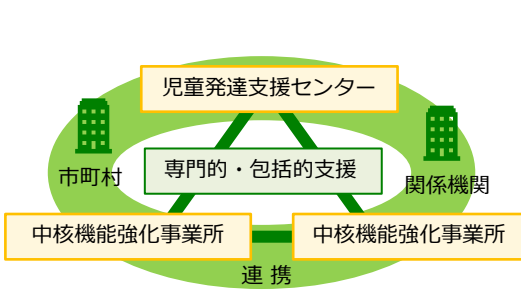 児童発達支援センター
市町村
専門的・包括的支援
関係機関
中核機能強化事業所
中核機能強化事業所
連 携